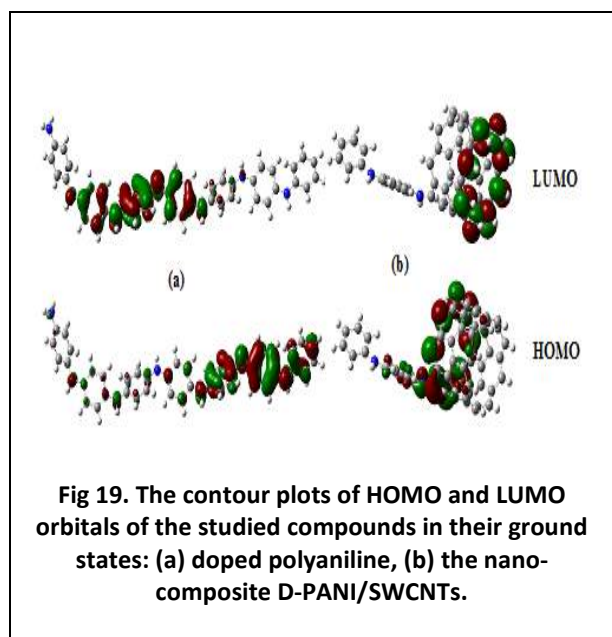 LUMO
(a)
(b)
HOMO
Fig 19. The contour plots of HOMO and LUMO
orbitals of the studied compounds in their ground
states: (a) doped polyaniline, (b) the nano-
composite D-PANI/SWCNTs.